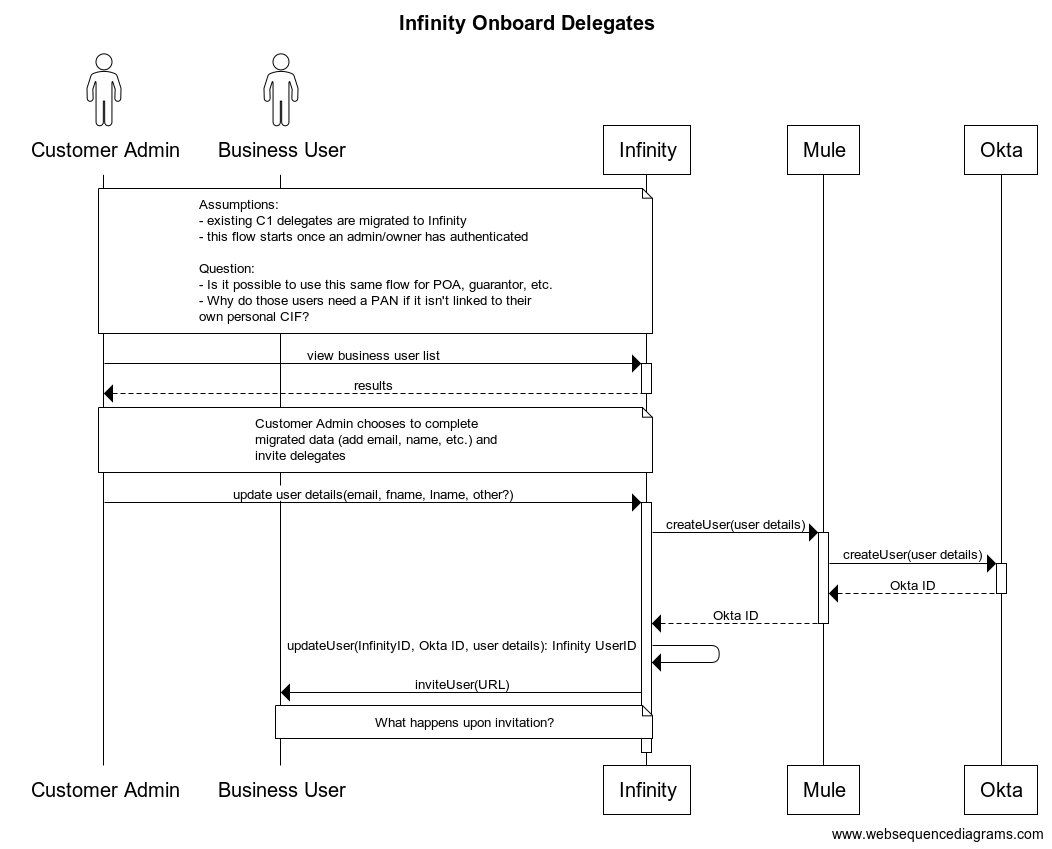 Infinity Onboard Delegates
Customer Admin
Business User
Infinity
Mule
Okta
Assumptions:
- existing C1 delegates are migrated to Infinity
- this flow starts once an admin/owner has authenticated
Question:
- Is it possible to use this same flow for POA, guarantor, etc.
- Why do those users need a PAN if it isn't linked to their
own personal CIF?
view business user list
results
Customer Admin chooses to complete
migrated data (add email, name, etc.) and
invite delegates
update user details(email, fname, lname, other?)
createUser(user details)
createUser(user details)
Okta ID
Okta ID
updateUser(InfinityID, Okta ID, user details): Infinity UserID
inviteUser(URL)
What happens upon invitation?
Customer Admin
Business User
Infinity
Mule
Okta
www.websequencediagrams.com